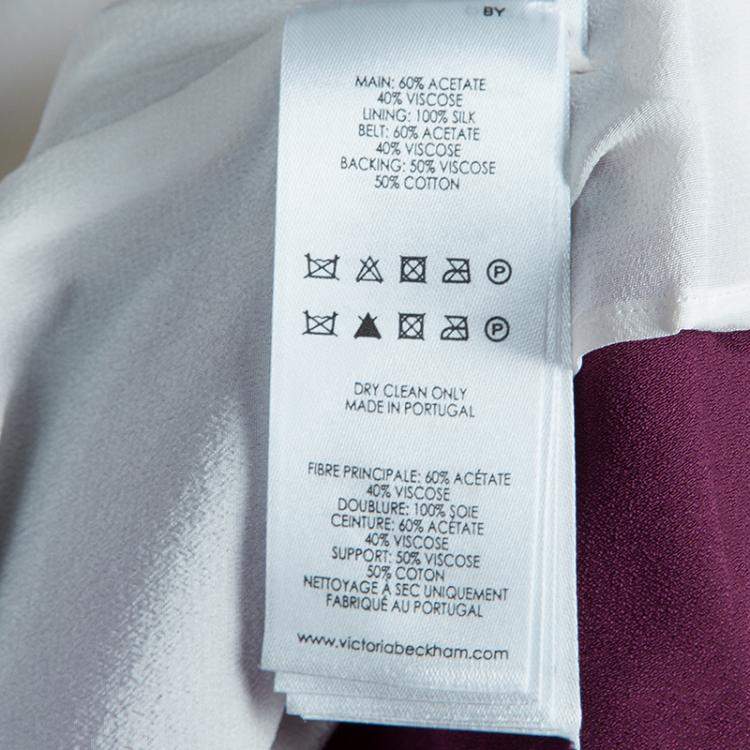 BY
MAIN: 60% ACETATE
40% VISCOSE
LINING: 100% SILK
BELT: 60% ACETATE
40% VISCOSE
BACKING: 50% VISCOSE
50% COTTON
P
P
DRY CLEAN ONLY
MADE IN PORTUGAL
FIBRE PRINCIPALE: 60% ACÉTATE
40% VISCOSE
DOUBLURE: 100% SOIE
CEINTURE: 60% ACÉTATE
40% VISCOSE
SUPPORT: 50% VISCOSE
50% COTON
NETTOYAGE À SEC UNIQUEMENT
FABRIQUÉ AU PORTUGAL
www.victoriabeckham.com